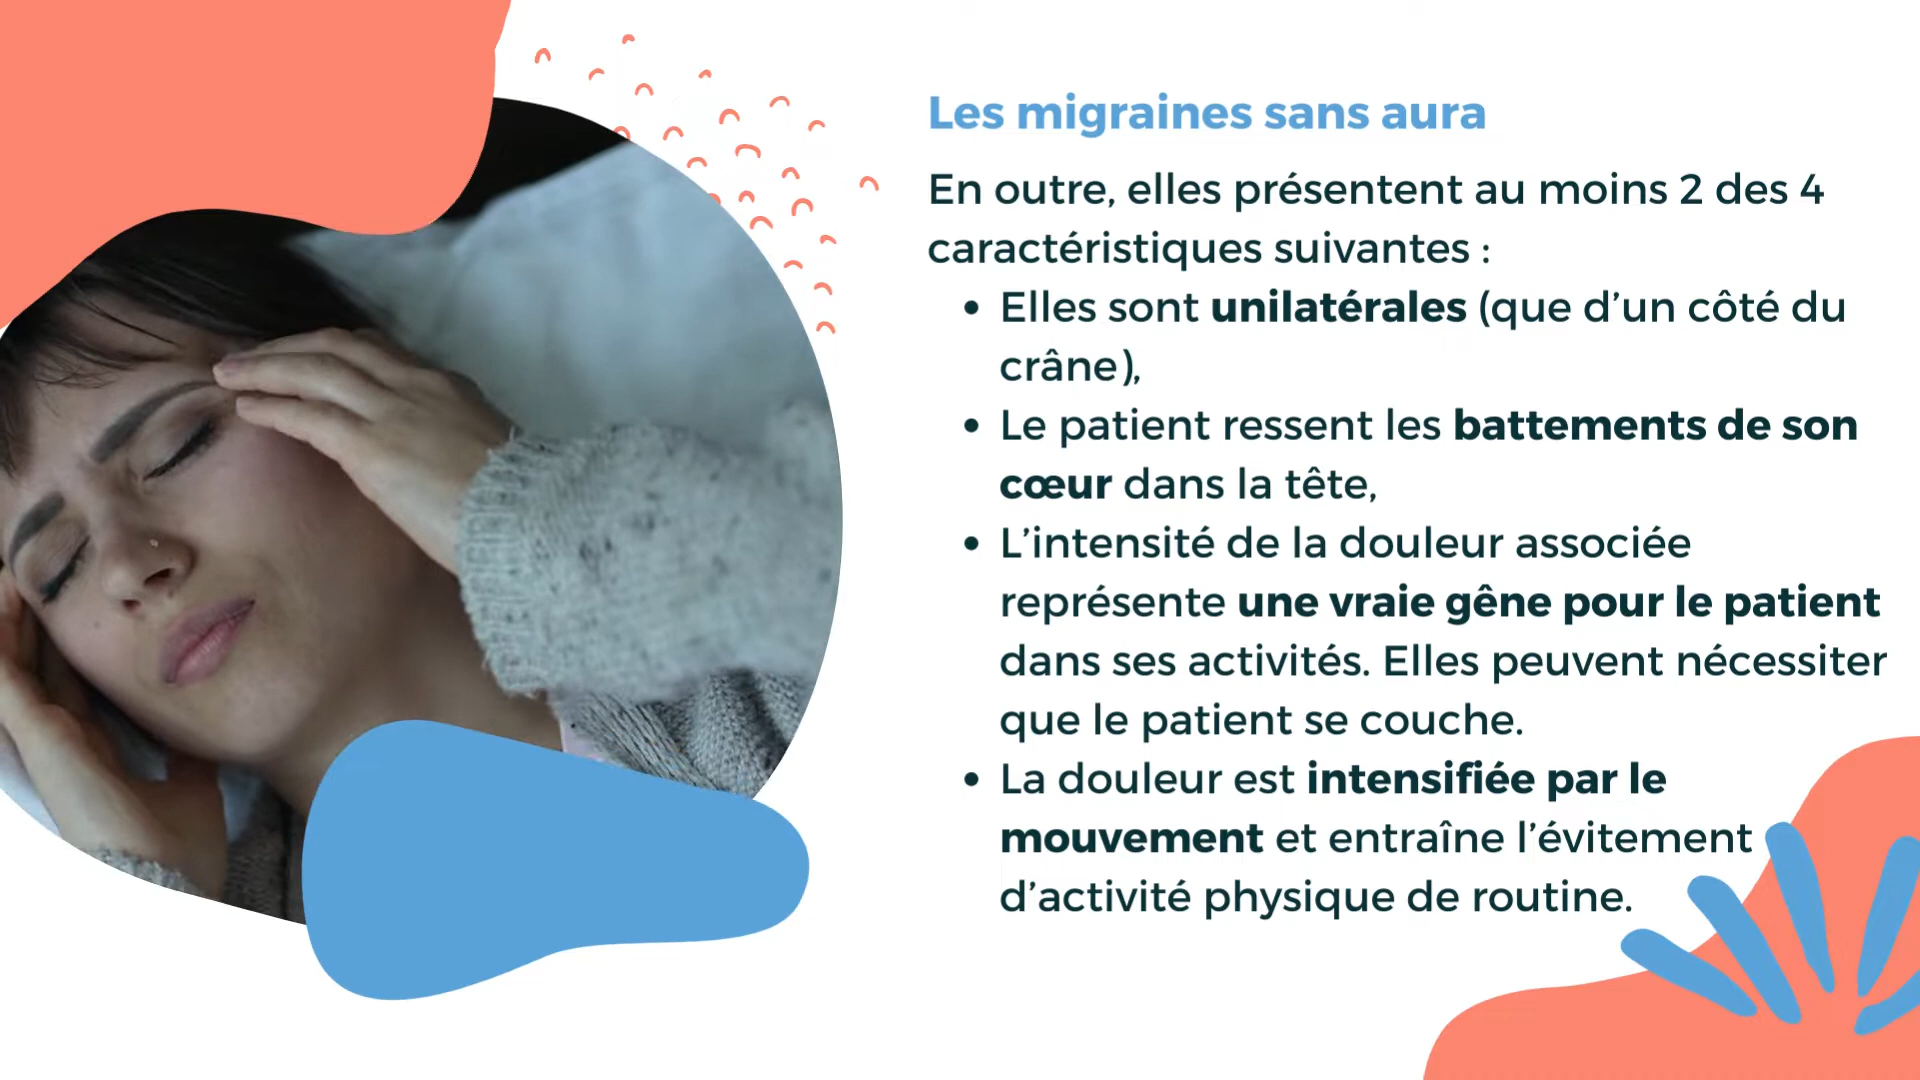 Les migraines sans aura
En outre, elles présentent au moins 2 des 4
caractéristiques suivantes :
• Elles sont unilatérales (que d’un côté du
crâne),
• Le patient ressent les battements de son
cœur dans la tête,
• L’intensité de la douleur associée
représente une vraie gêne pour le patient
dans ses activités. Elles peuvent nécessiter
que le patient se couche.
• La douleur est intensifiée par le
mouvement et entraîne l’évitement
d’activité physique de routine.